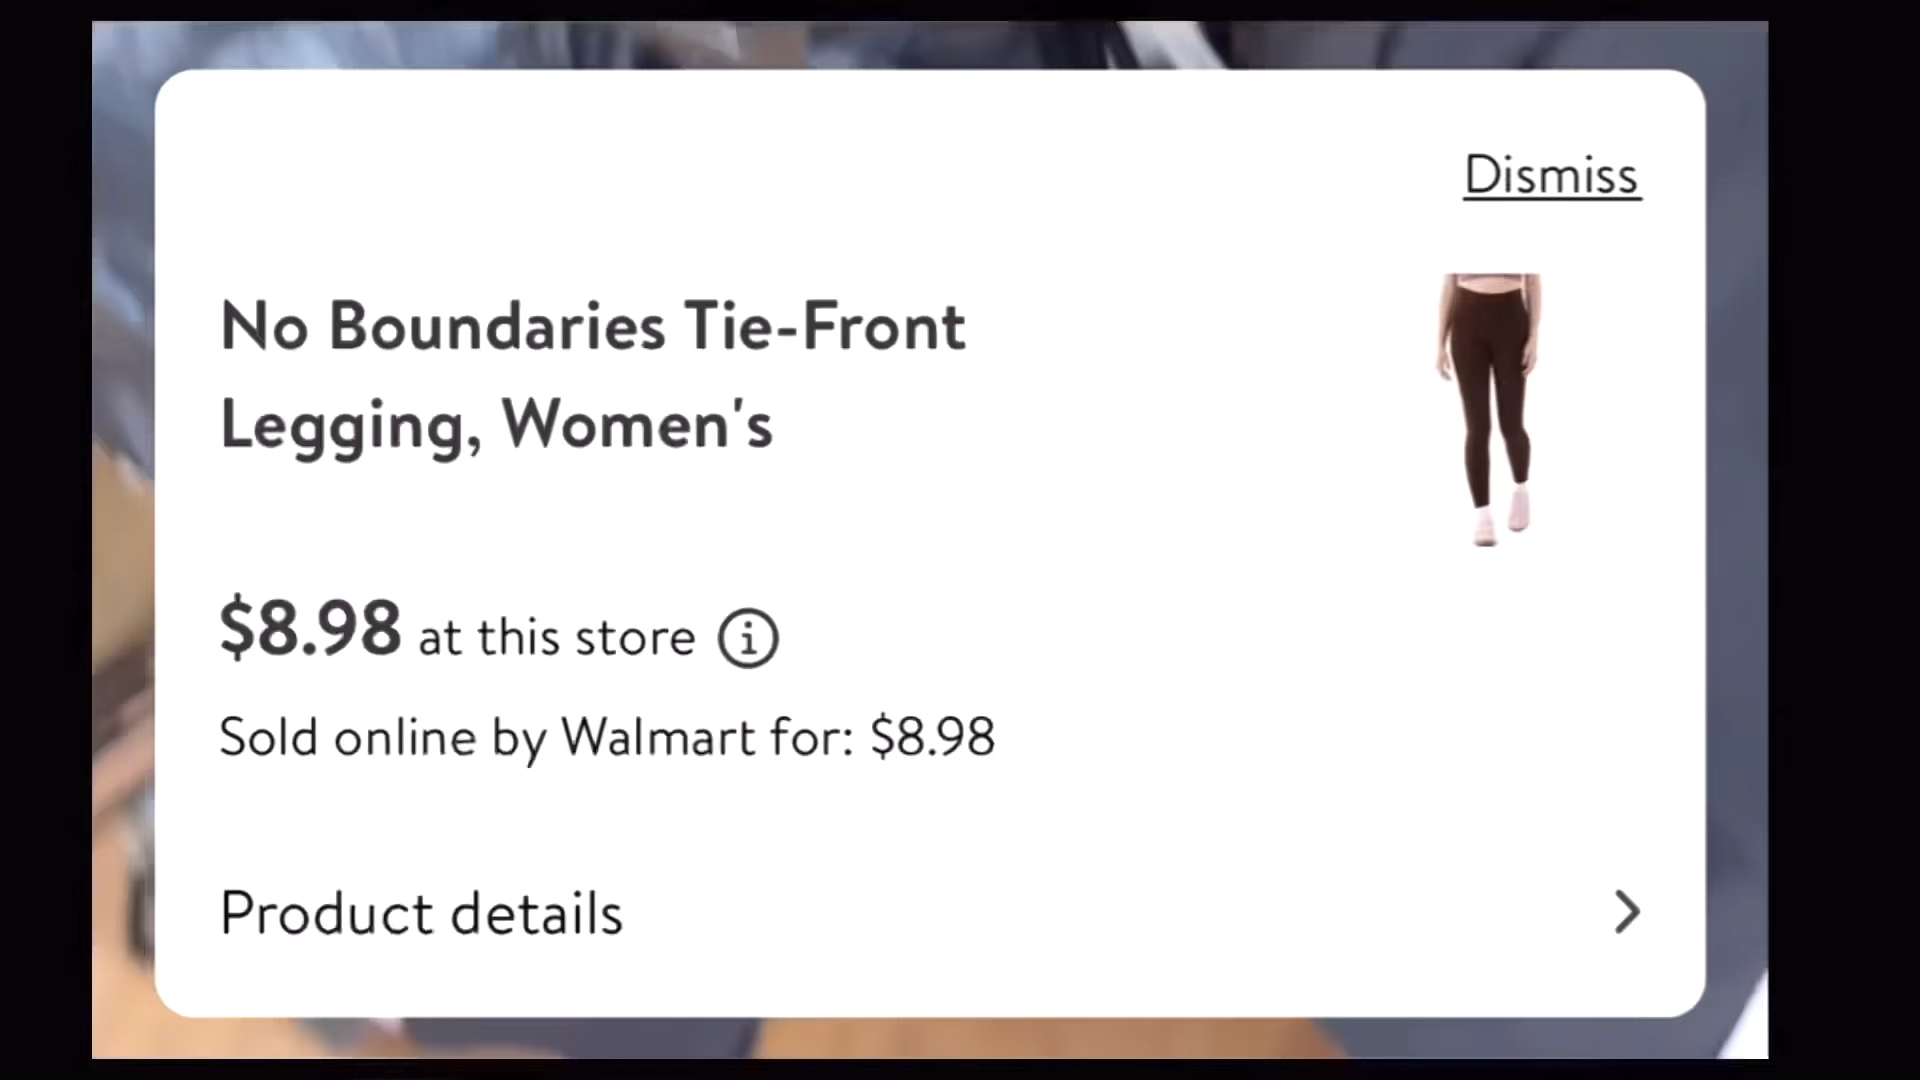 Dismiss
No Boundaries Tie-Front
Legging, Women's
$8.98 at this store
Sold online by Walmart for: $8.98
Product details